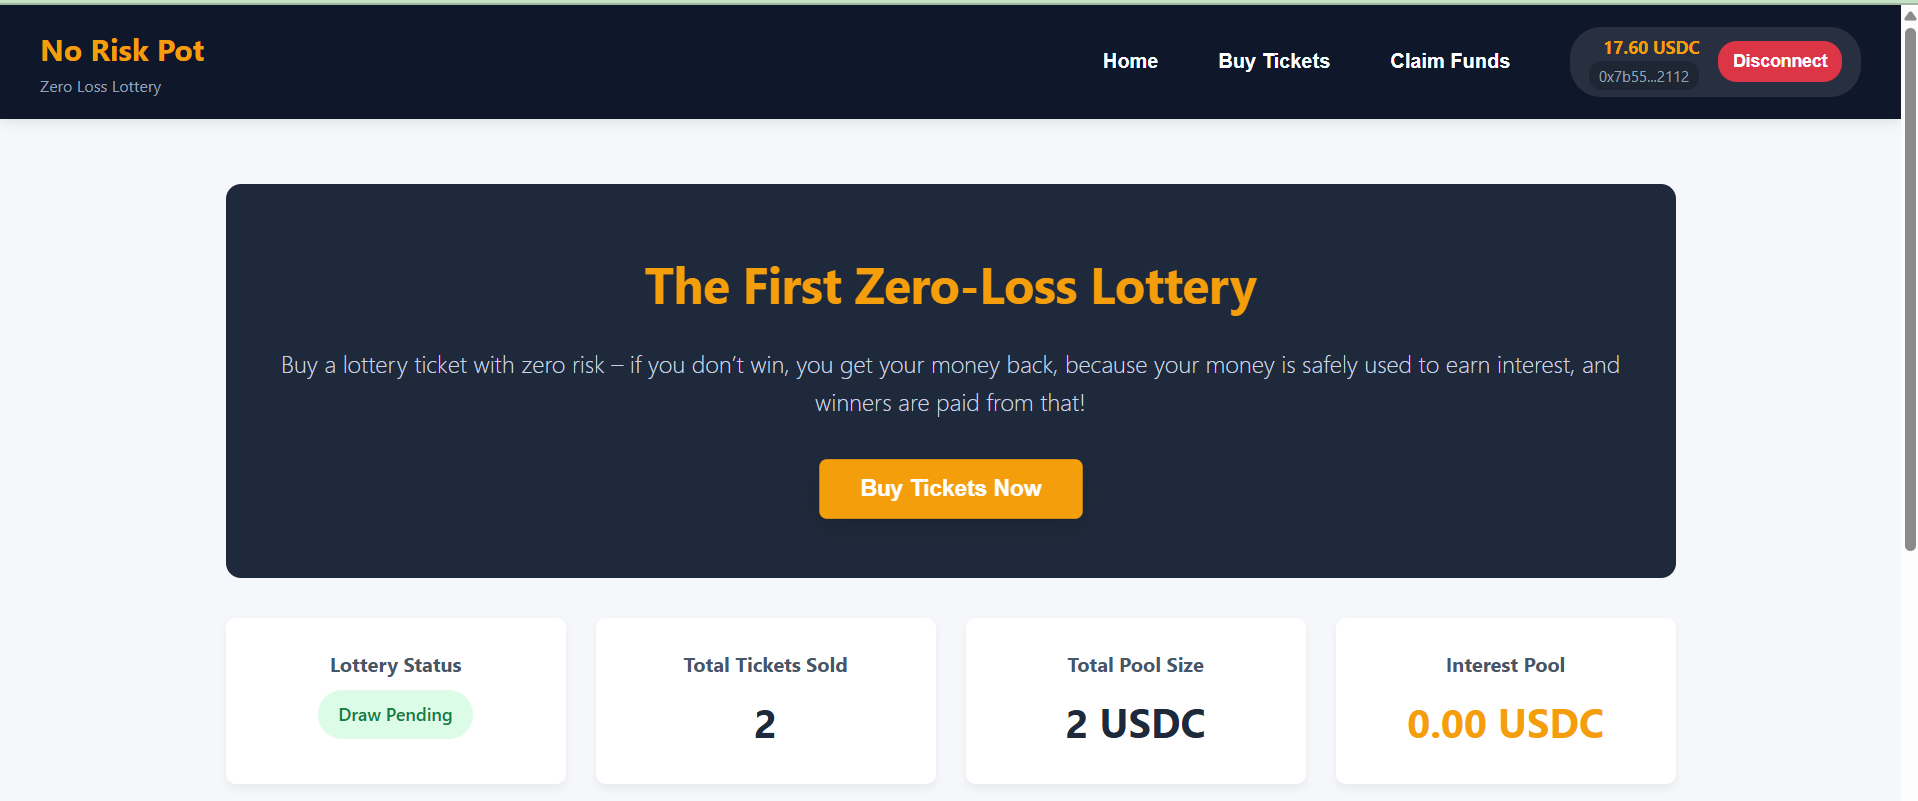 No Risk Pot
Zero Loss Lottery
Home
Buy Tickets
Claim Funds
17.60 USDC
0x7b55...2112
Disconnect
The First Zero-Loss Lottery
Buy a lottery ticket with zero risk – if you don’t win, you get your money back, because your money is safely used to earn interest, and
winners are paid from that!
Buy Tickets Now
Lottery Status
Draw Pending
Total Tickets Sold
2
Total Pool Size
2 USDC
Interest Pool
0.00 USDC